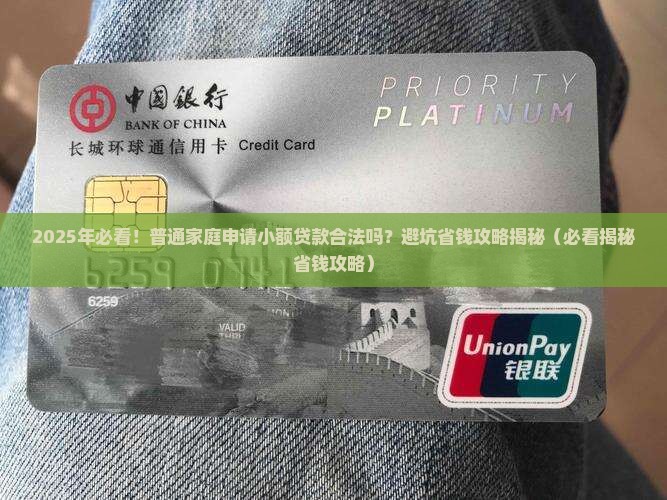 中国银行
BANK OF CHINA
长城环球通信用卡 Credit Card
PRIORITY
PLATINUM
2025年必看！普通家庭申请小额贷款合法吗？避坑省钱攻略揭秘（必看揭秘
省钱攻略）
6259
VALID
UnionPay
银联